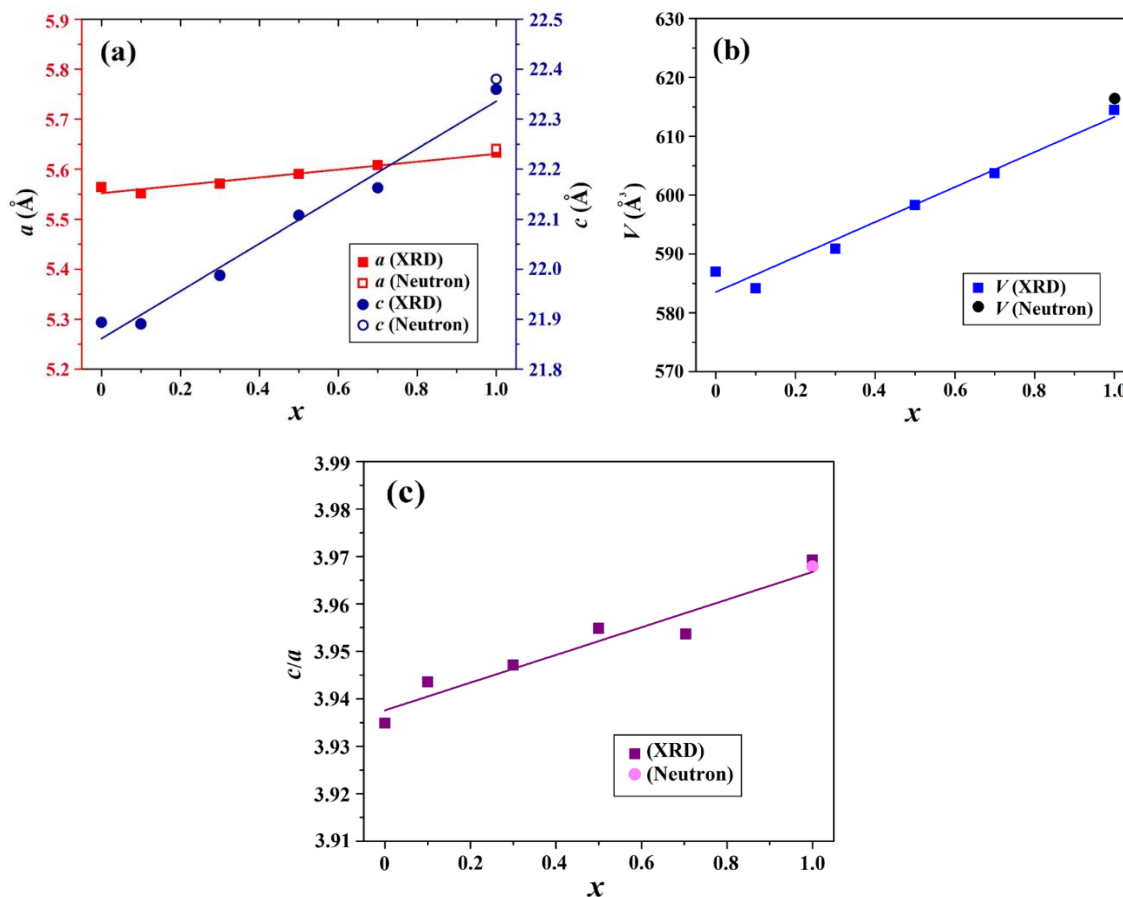 (a)
a (Å)
5.9
5.8
5.7
5.6
5.5
5.4
5.3
5.2
22.5
22.4
22.3
22.2
22.1
22.0
21.9
21.8
c (Å)
a (XRD)
a (Neutron)
c (XRD)
c (Neutron)
0 0.2 0.4 0.6 0.8 1.0
x
(b)
V (Å³)
630
620
610
600
590
580
570
V (XRD)
V (Neutron)
0 0.2 0.4 0.6 0.8 1.0
x
(c)
c/a
3.99
3.98
3.97
3.96
3.95
3.94
3.93
3.92
3.91
(XRD)
(Neutron)
0 0.2 0.4 0.6 0.8 1.0
x